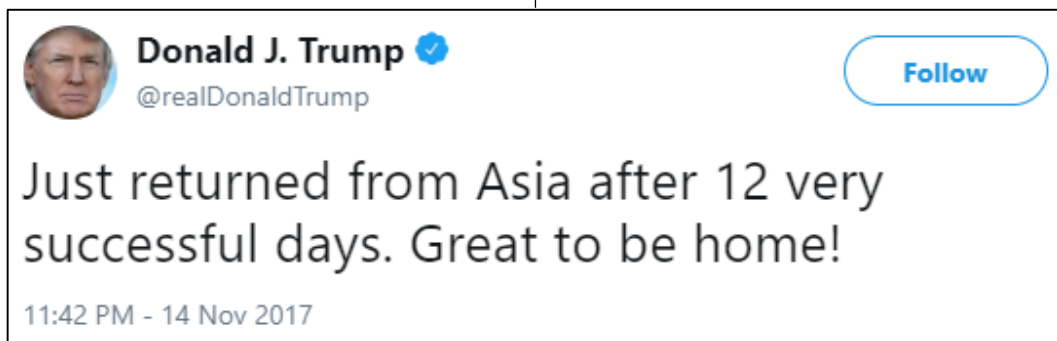 Donald J. Trump
@realDonaldTrump
Follow
Just returned from Asia after 12 very
successful days. Great to be home!
11:42 PM - 14 Nov 2017